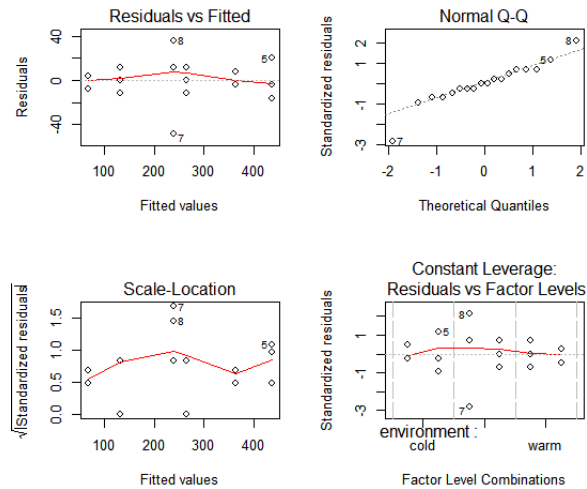 Residuals vs Fitted
Residuals
40
0
-40
8
5
7
100
200
300
400
Fitted values
Normal Q-Q
Standardized residuals
2
1
-1
-3
8
5
7
-2
-1
0
1
2
Theoretical Quantiles
Scale-Location
√|Standardized residuals
1.5
1.0
0.5
0.0
7
8
5
100
200
300
400
Fitted values
Constant Leverage:
Residuals vs Factor Levels
Standardized residuals
2
1
-1
-3
8
5
7
environment :
cold
warm
Factor Level Combinations